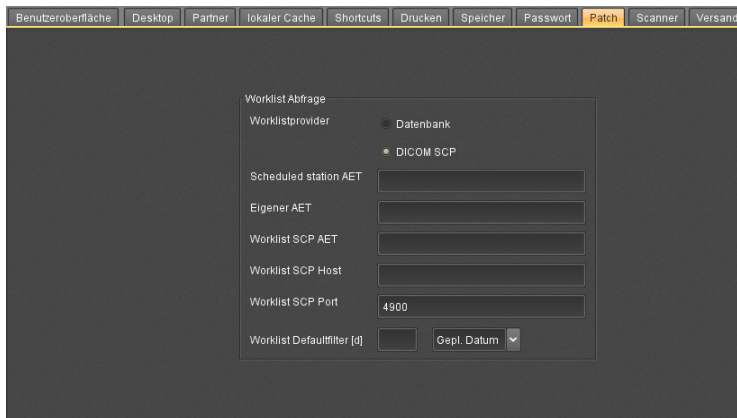 Benutzeroberfläche Desktop Partner lokaler Cache Shortcuts Drucken Speicher Passwort Patch Scanner Versand
Worklist Abfrage
Worklistprovider Datenbank
DICOM SCP
Scheduled station AET
Eigener AET
Worklist SCP AET
Worklist SCP Host
Worklist SCP Port 4900
Worklist Defaultfilter [d] Gepl. Datum